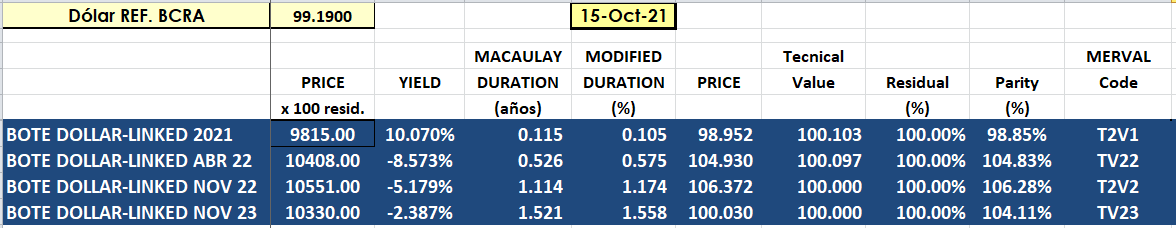 Dólar REF. BCRA 99.1900 15-Oct-21
MACAULAY MODIFIED Tecnical MERVAL
PRICE YIELD DURATION DURATION PRICE Value Residual Parity Code
x 100 resid. (años) (%) (%) (%)
BOTE DOLLAR-LINKED 2021 9815.00 10.070% 0.115 0.105 98.952 100.103 100.00% 98.85% T2V1
BOTE DOLLAR-LINKED ABR 22 10408.00 -8.573% 0.526 0.575 104.930 100.097 100.00% 104.83% TV22
BOTE DOLLAR-LINKED NOV 22 10551.00 -5.179% 1.114 1.174 106.372 100.000 100.00% 106.28% T2V2
BOTE DOLLAR-LINKED NOV 23 10330.00 -2.387% 1.521 1.558 100.030 100.000 100.00% 104.11% TV23